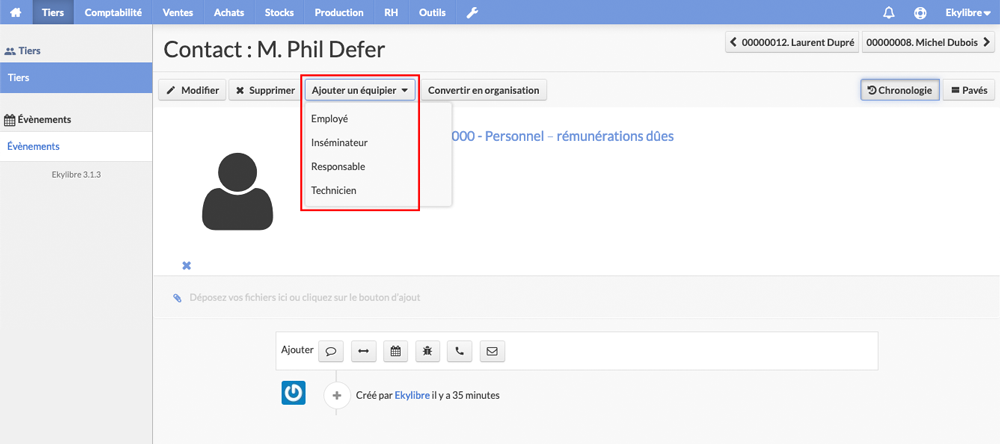 Tiers Comptabilité Ventes Achats Stocks Production RH Outils Ekylibre
Tiers
Tiers
Évènements
Évènements
Ekylibre 3.1.3
Contact : M. Phil Defer
00000012. Laurent Dupré 00000008. Michel Dubois
Modifier Supprimer Ajouter un équipier Convertir en organisation Chronologie Pavés
Employé
Inséminateur
Responsable
Technicien
000 - Personnel – rémunérations dûes
Déposez vos fichiers ici ou cliquez sur le bouton d'ajout
Ajouter
Créé par Ekylibre il y a 35 minutes